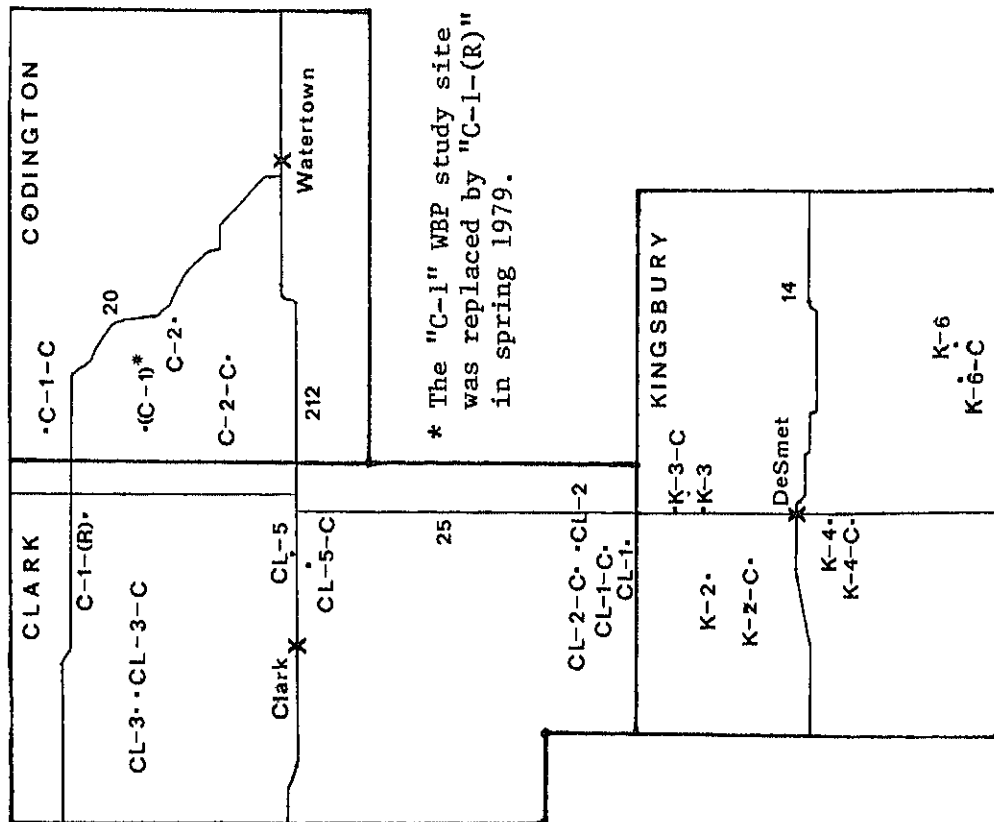 CODINGTON
CLARK
•C-1-C
20
•(C-1)*
C-2•
C-2-C•
Watertown
212
C-1-(R)•
CL-3• •CL-3-C
CL-5
CL-5-C
Clark
25
* The "C-1" WBP study site
was replaced by "C-1-(R)"
in spring 1979.
CL-2-C• •CL-2
CL-1-C•
CL-1•
KINGSBURY
K-3-C
K-3
K-2•
K-2-C•
DeSmet
14
K-4•
K-4-C•
K-6
K-6-C